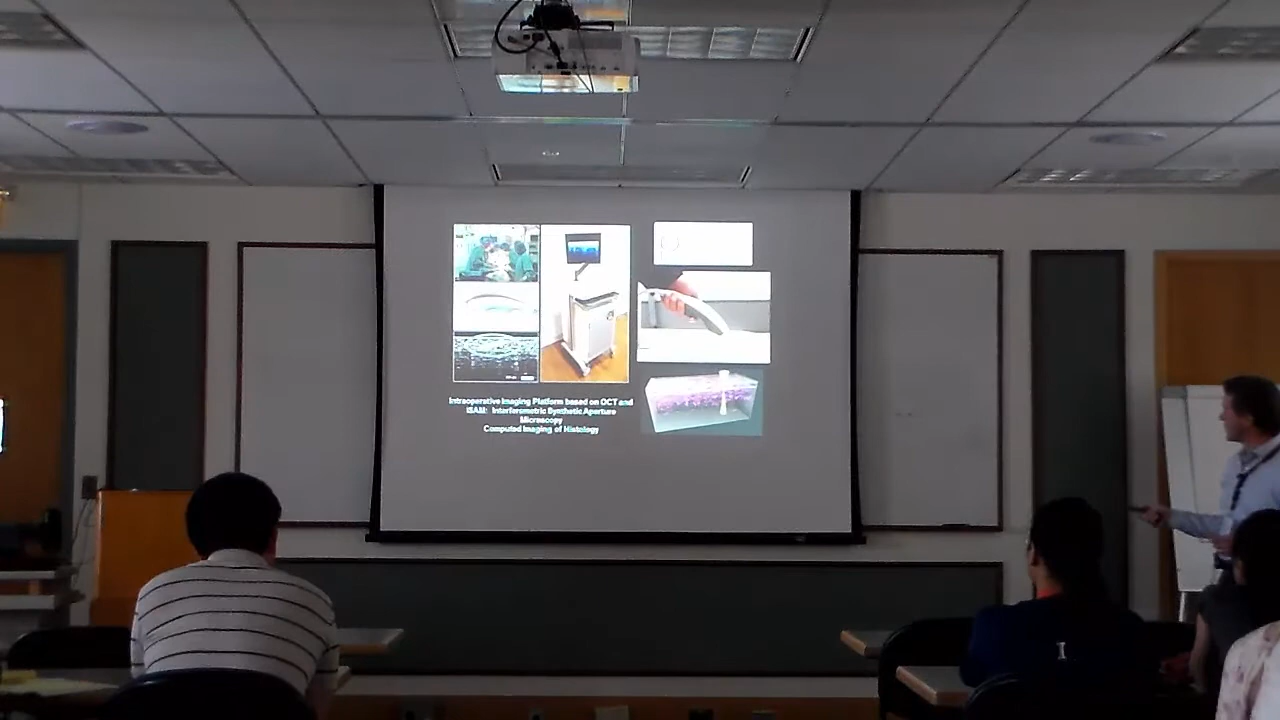 Intraoperative Imaging Platform based on OCT and
ISAM: Interferometric Synthetic Aperture
Microscopy
Computed Imaging of Histology
I